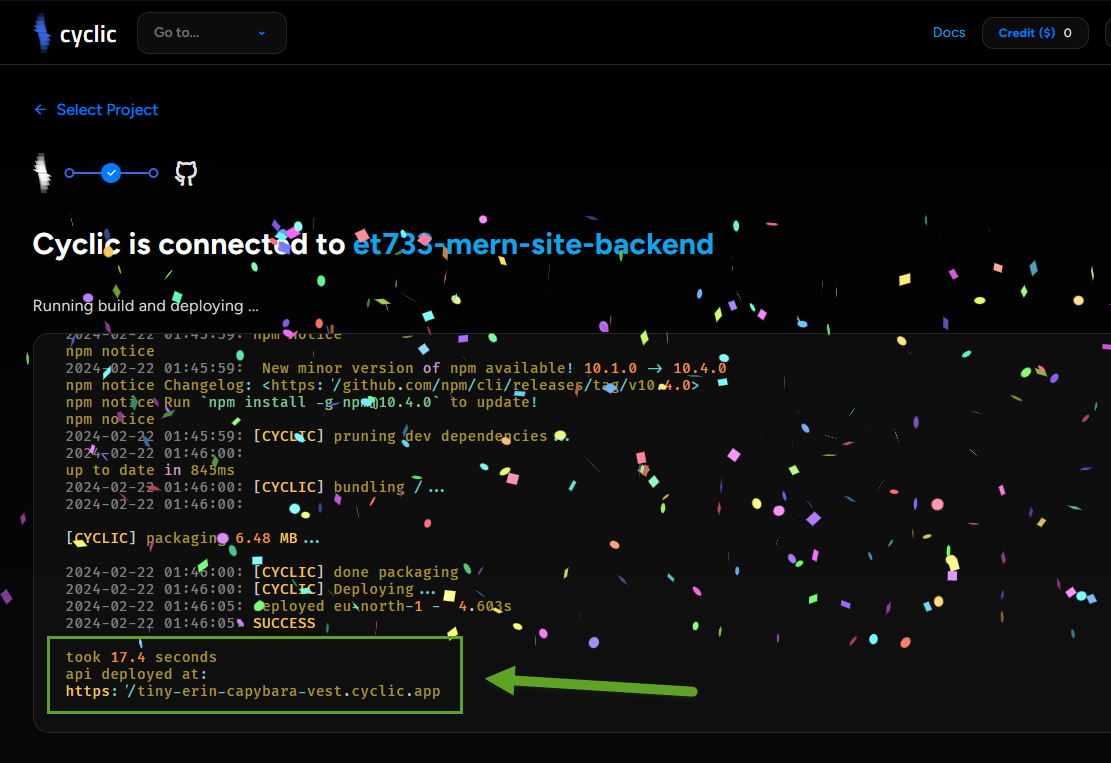 cyclic
Go to...
Docs
Credit ($) 0
← Select Project
Cyclic is connected to et733-mern-site-backend
Running build and deploying ...
2024-02-22 01:45:59: npm notice
npm notice
2024-02-22 01:45:59:  New minor version of npm available! 10.1.0 -> 10.4.0
npm notice Changelog: <https://github.com/npm/cli/releases/tag/v10.4.0>
npm notice Run `npm install -g npm@10.4.0` to update!
npm notice
2024-02-22 01:45:59: [CYCLIC] pruning dev dependencies ...
2024-02-22 01:46:00:
up to date in 845ms
2024-02-22 01:46:00: [CYCLIC] bundling / ...
2024-02-22 01:46:00:
[CYCLIC] packaging 6.48 MB ...
2024-02-22 01:46:00: [CYCLIC] done packaging
2024-02-22 01:46:00: [CYCLIC] Deploying ...
2024-02-22 01:46:05: deployed eu-north-1 -  4.603s
2024-02-22 01:46:05: SUCCESS
took 17.4 seconds
api deployed at:
https://tiny-erin-capybara-vest.cyclic.app